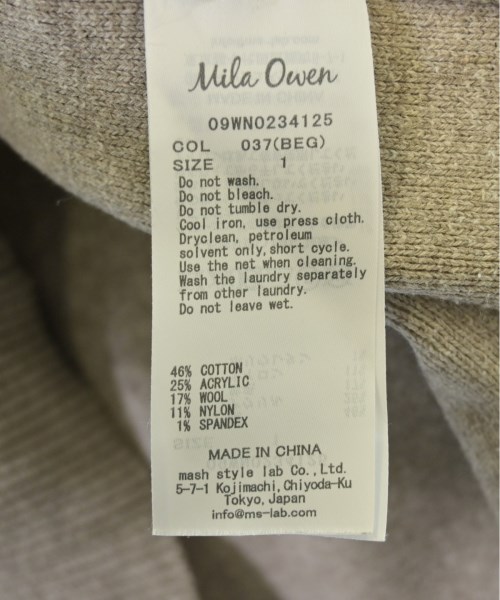 Mila Owen
09WNO234125
COL 037(BEG)
SIZE 1
Do not wash.
Do not bleach.
Do not tumble dry.
Cool iron, use press cloth.
Dryclean, petroleum
solvent only,short cycle.
Use the net when cleaning.
Wash the laundry separately
from other laundry.
Do not leave wet.
46% COTTON
25% ACRYLIC
17% WOOL
11% NYLON
1% SPANDEX
MADE IN CHINA
mash style lab Co.,Ltd.
5-7-1 Kojimachi,Chiyoda-Ku
Tokyo,Japan
info@ms-lab.com